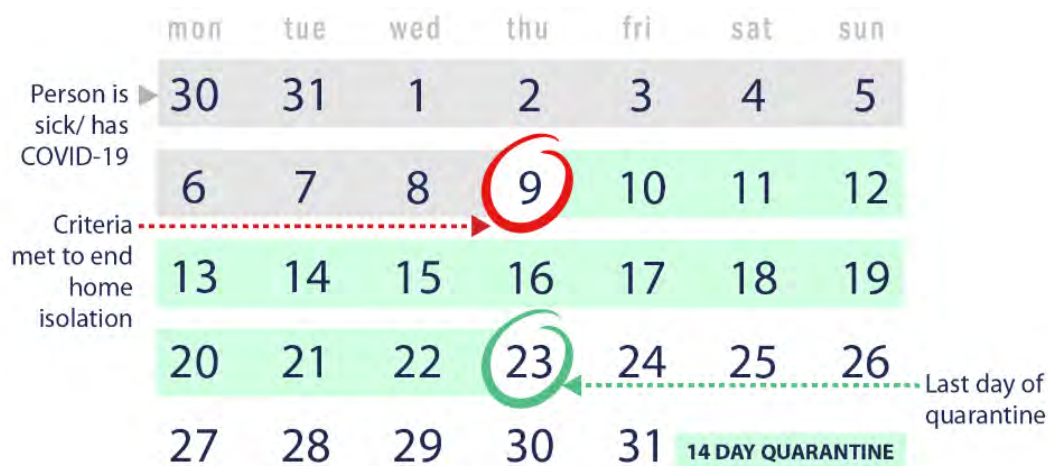 mon tue wed thu fri sat sun
Person is
sick/ has
COVID-19
30 31 1 2 3 4 5
6 7 8 9 10 11 12
Criteria
met to end
home
isolation
13 14 15 16 17 18 19
20 21 22 23 24 25 26
Last day of
quarantine
27 28 29 30 31
14 DAY QUARANTINE